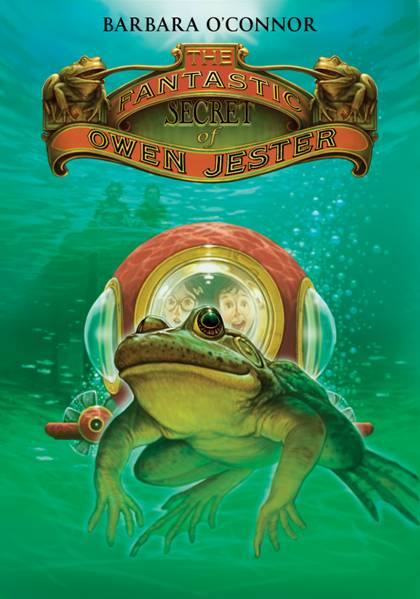 BARBARA O'CONNOR
THE
FANTASTIC
SECRET
of
OWEN JESTER